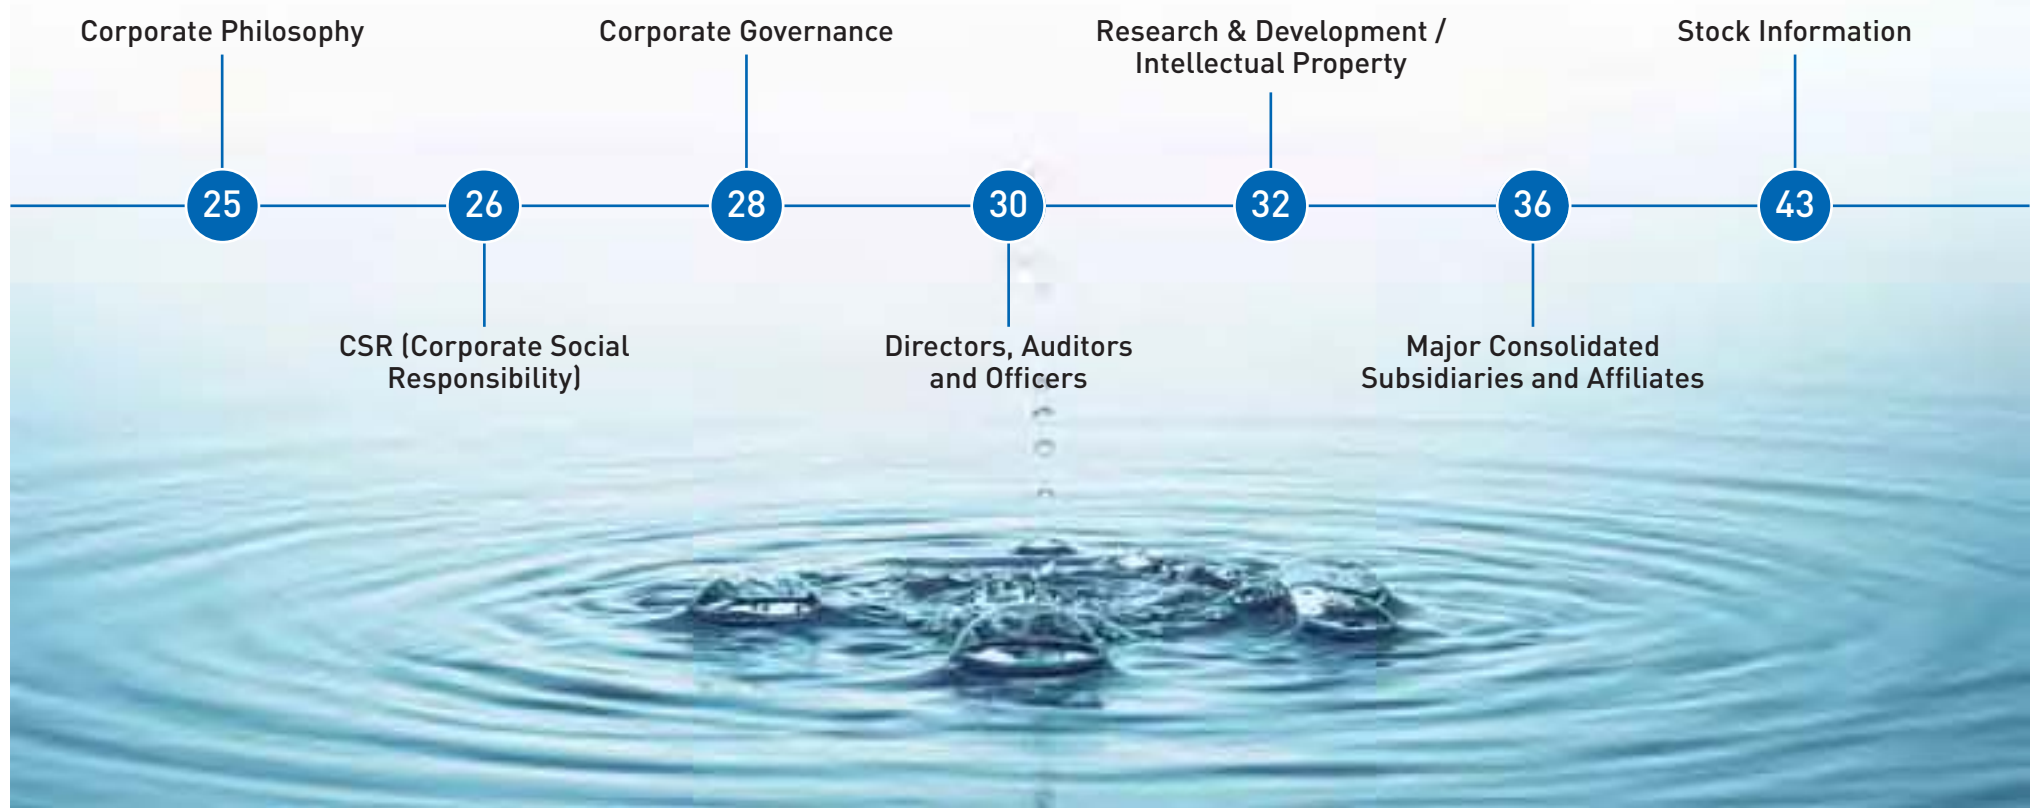 Corporate Philosophy
Corporate Governance
Research & Development /
Intellectual Property
Stock Information
25
26
28
30
32
36
43
CSR (Corporate Social
Responsibility)
Directors, Auditors
and Officers
Major Consolidated
Subsidiaries and Affiliates